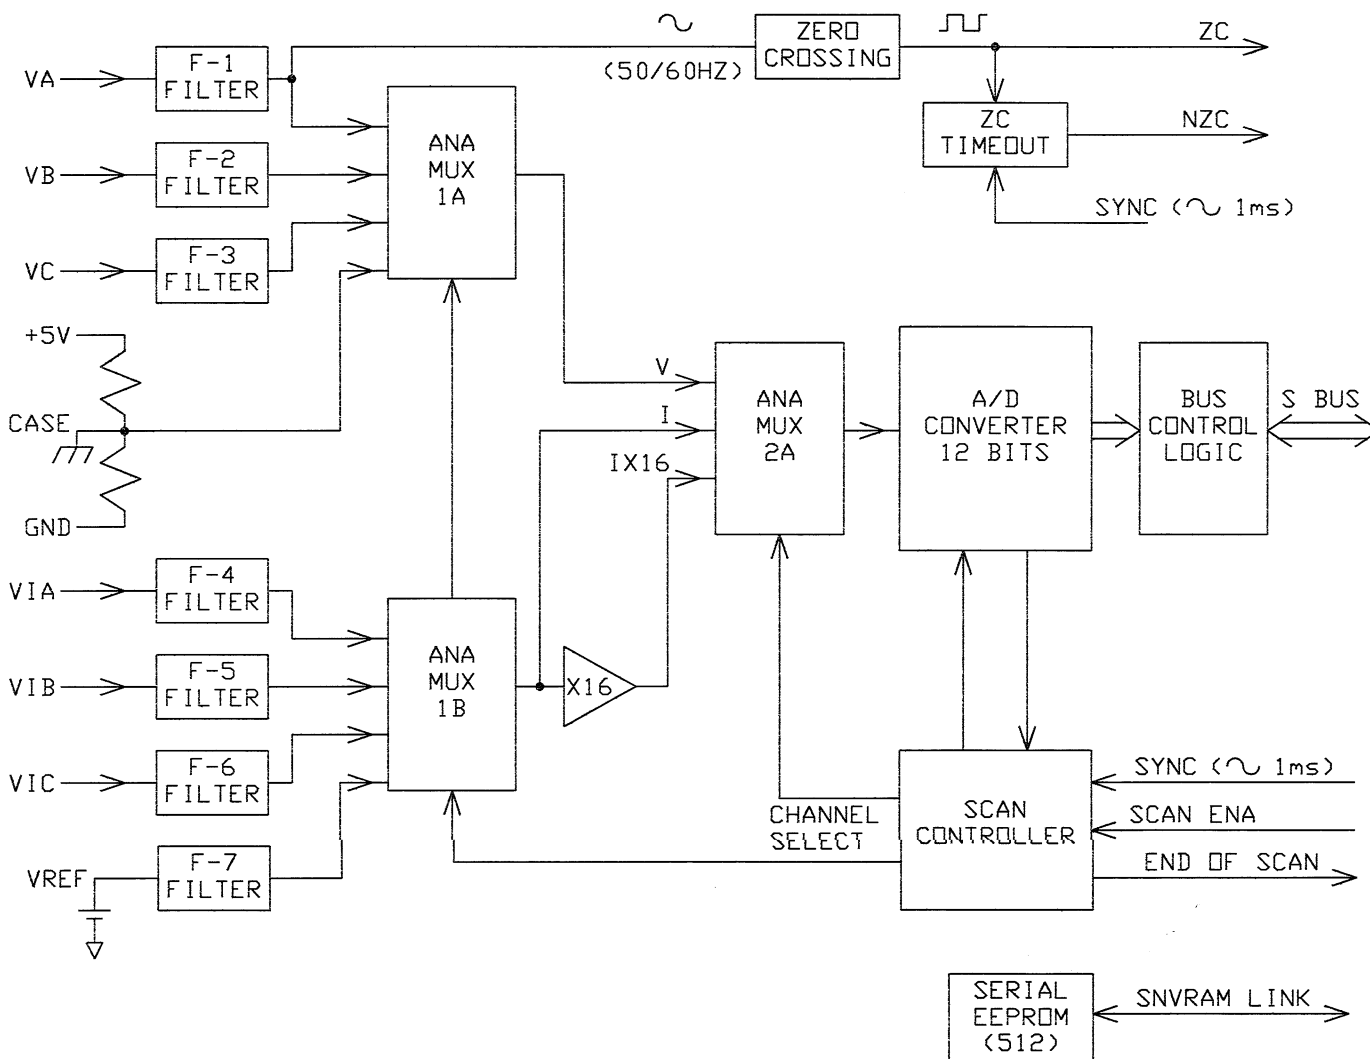 ZERO
CROSSING
ZC
(50/60HZ)
VA
F-1
FILTER
ZC
TIMEOUT
NZC
ANA
MUX
1A
VB
F-2
FILTER
SYNC ( 1ms)
VC
F-3
FILTER
+5V
CASE
GND
V
I
IX16
ANA
MUX
2A
A/D
CONVERTER
12 BITS
BUS
CONTROL
LOGIC
S BUS
VIA
F-4
FILTER
VIB
F-5
FILTER
ANA
MUX
1B
X16
VIC
F-6
FILTER
VREF
F-7
FILTER
CHANNEL
SELECT
SCAN
CONTROLLER
SYNC ( 1ms)
SCAN ENA
END OF SCAN
SERIAL
EEPROM
(512)
SNVRAM LINK